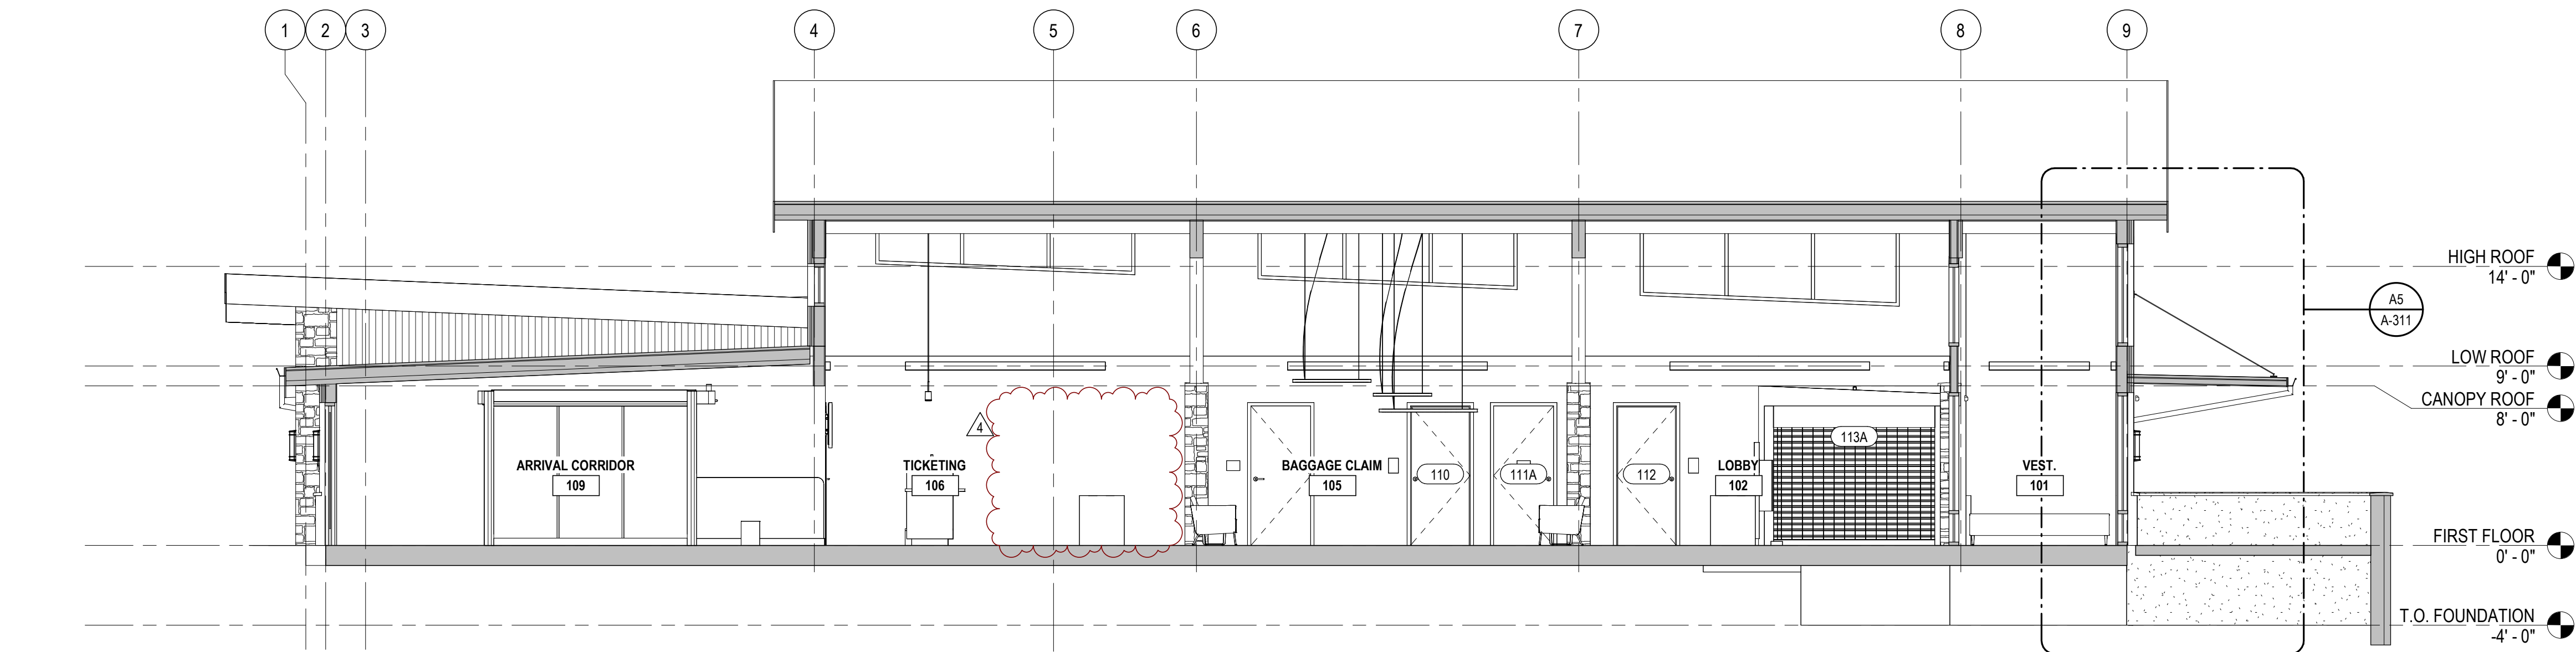 1
2
3
4
5
6
7
8
9
HIGH ROOF
14' - 0"
A5
A-311
LOW ROOF
9' - 0"
CANOPY ROOF
8' - 0"
4
113A
ARRIVAL CORRIDOR
109
TICKETING
106
BAGGAGE CLAIM
105
110
111A
112
LOBBY
102
VEST.
101
FIRST FLOOR
0' - 0"
T.O. FOUNDATION
-4' - 0"